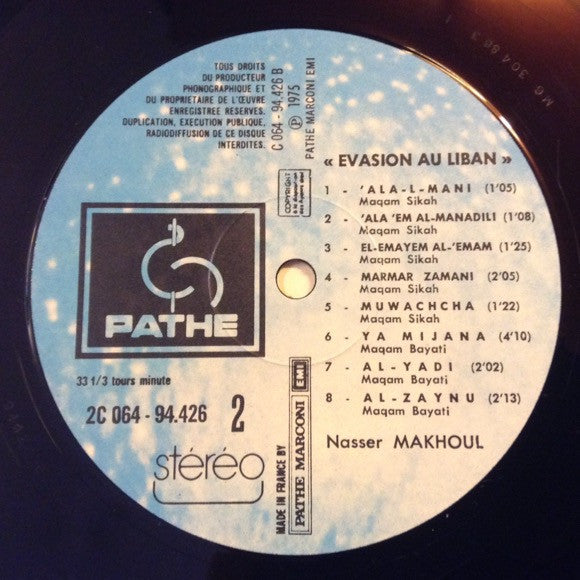 TOUS DROITS
DU PRODUCTEUR
PHONOGRAPHIQUE ET
DU PROPRIETAIRE DE L'ŒUVRE
ENREGISTREE RESERVES.
DUPLICATION, EXECUTION PUBLIQUE,
RADIODIFFUSION DE CE DISQUE
INTERDITES.
C 064 - 94.426 B
Ⓟ 1975
PATHE MARCONI EMI
COPYRIGHT
« EVASION AU LIBAN »
1 - 'ALA-L-MANI (1'05)
Maqam Sikah
2 - 'ALA 'EM AL-MANADILI (1'08)
Maqam Sikah
3 - EL-EMAYEM AL-'EMAM (1'25)
Maqam Sikah
4 - MARMAR ZAMANI (2'05)
Maqam Sikah
5 - MUWACHCHA (1'22)
Maqam Sikah
6 - YA MIJANA (4'10)
Maqam Bayati
7 - AL-YADI (2'02)
Maqam Bayati
8 - AL-ZAYNU (2'13)
Maqam Bayati
Nasser MAKHOUL
PATHE
33 1/3 tours minute
2C 064 - 94.426 2
stéréo
MADE IN FRANCE BY
PATHE MARCONI EMI